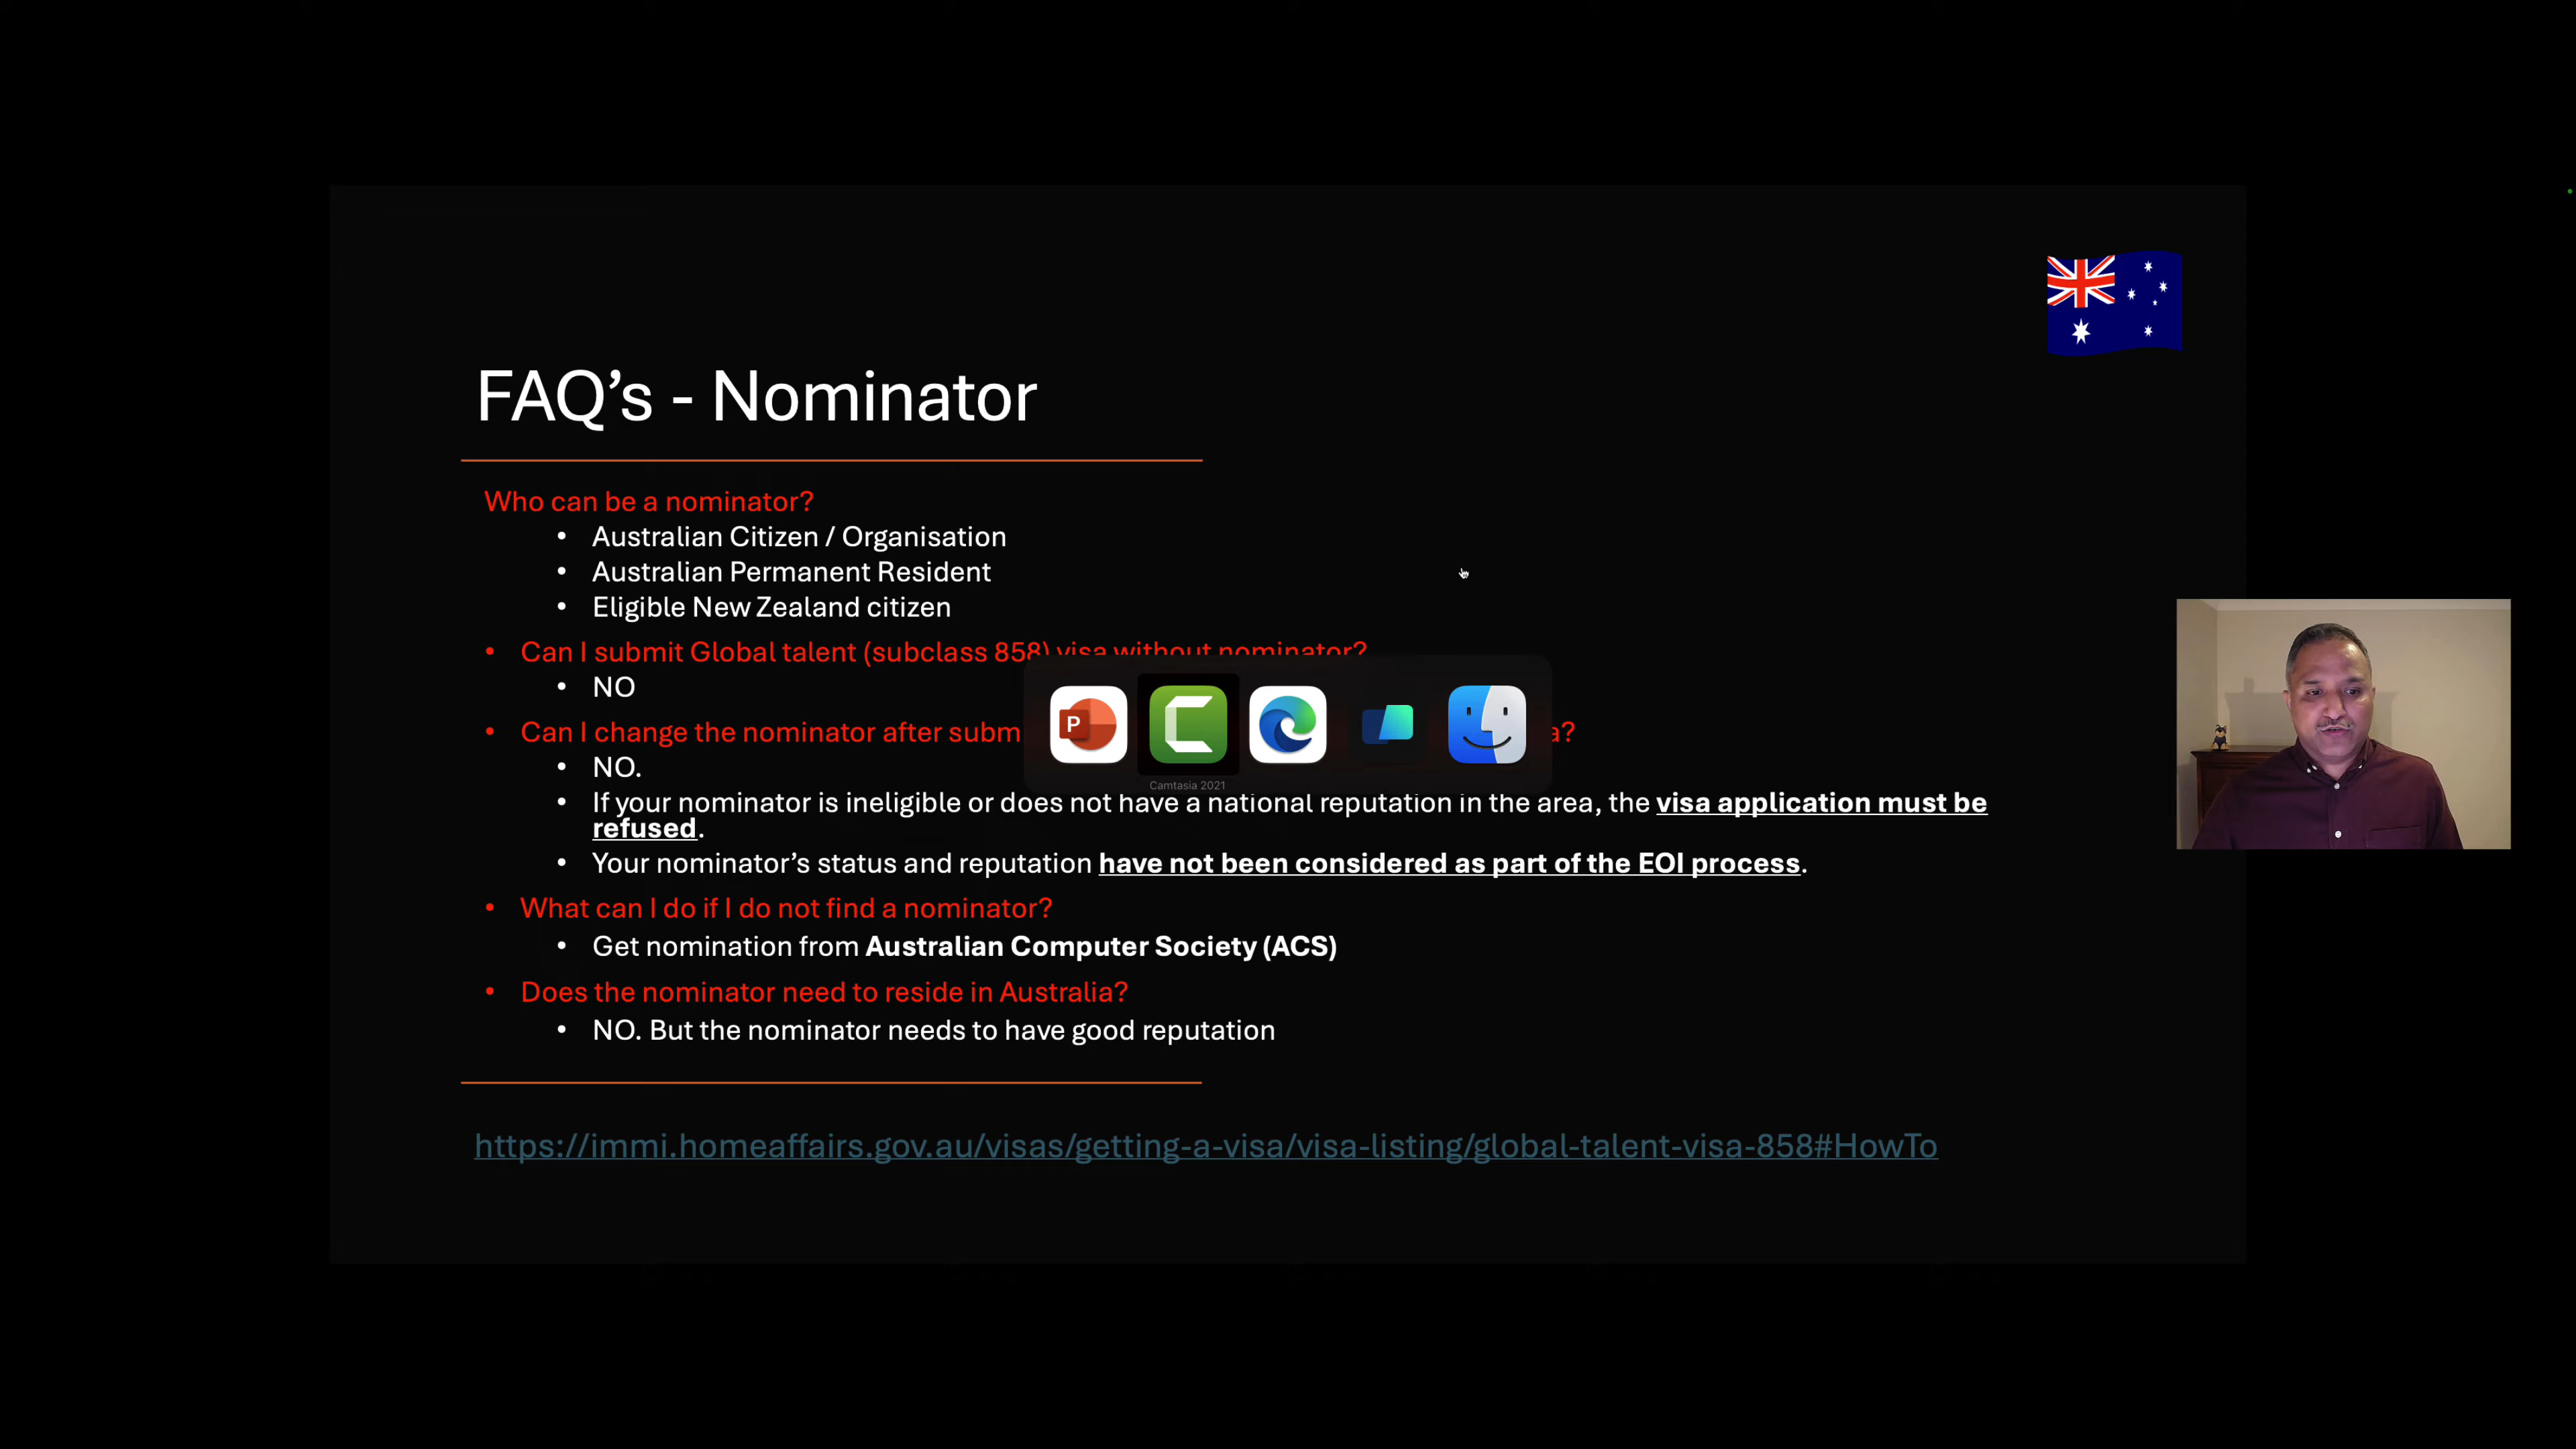 FAQ’s - Nominator
Who can be a nominator?
• Australian Citizen / Organisation
• Australian Permanent Resident
• Eligible New Zealand citizen
• Can I submit Global talent (subclass 858) visa without nominator?
• NO
• Can I change the nominator after subm a?
P
Camtasia 2021
• NO.
• If your nominator is ineligible or does not have a national reputation in the area, the visa application must be
refused.
• Your nominator’s status and reputation have not been considered as part of the EOI process.
• What can I do if I do not find a nominator?
• Get nomination from Australian Computer Society (ACS)
• Does the nominator need to reside in Australia?
• NO. But the nominator needs to have good reputation
https://immi.homeaffairs.gov.au/visas/getting-a-visa/visa-listing/global-talent-visa-858#HowTo